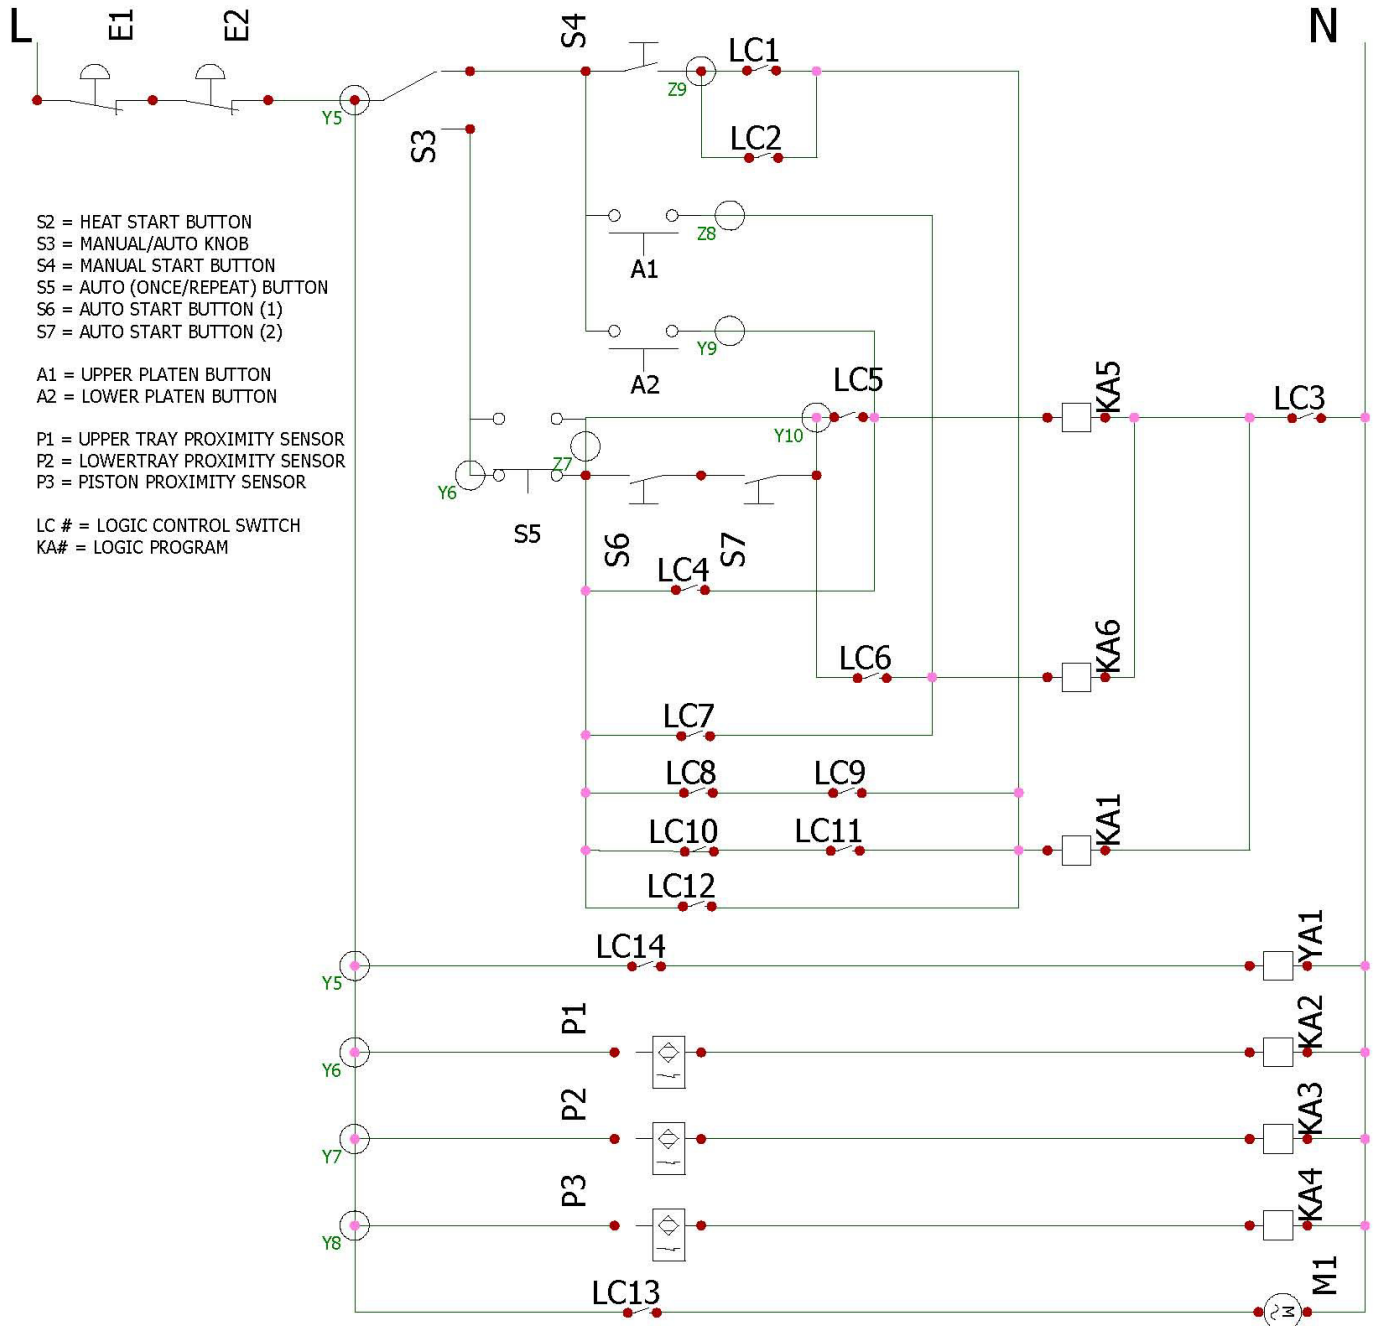 L
E1
E2
S4
LC1
N
Z9
Y5
S3
LC2
S2 = HEAT START BUTTON
S3 = MANUAL/AUTO KNOB
S4 = MANUAL START BUTTON
S5 = AUTO (ONCE/REPEAT) BUTTON
S6 = AUTO START BUTTON (1)
S7 = AUTO START BUTTON (2)
Z8
A1
Y9
A2
A1 = UPPER PLATEN BUTTON
A2 = LOWER PLATEN BUTTON
LC5
KA5
LC3
Y10
P1 = UPPER TRAY PROXIMITY SENSOR
P2 = LOWERTRAY PROXIMITY SENSOR
P3 = PISTON PROXIMITY SENSOR
Z7
Y6
S5
S6
S7
LC # = LOGIC CONTROL SWITCH
KA# = LOGIC PROGRAM
LC4
LC6
KA6
LC7
LC8
LC9
LC10
LC11
KA1
LC12
LC14
YA1
Y5
P1
KA2
Y6
P2
KA3
Y7
P3
KA4
Y8
LC13
M1
M